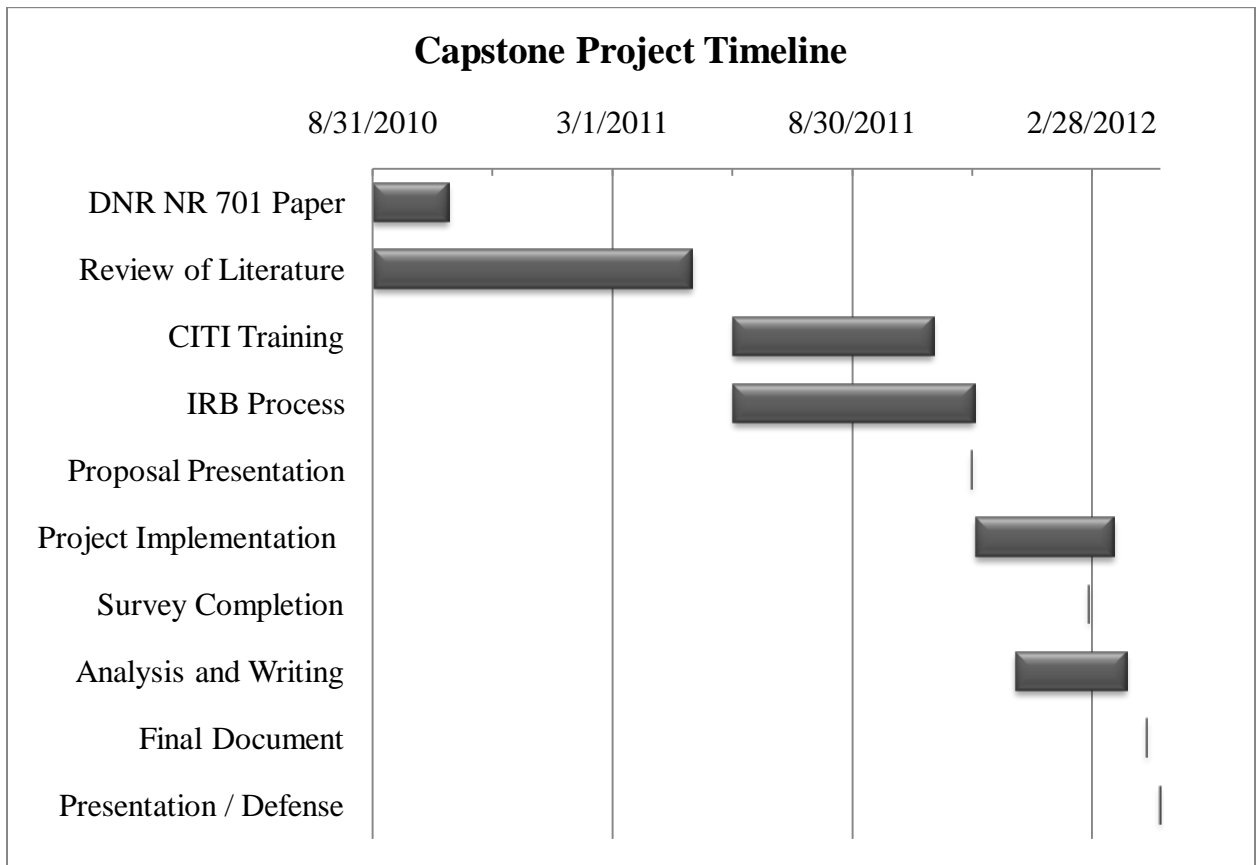 Capstone Project Timeline
8/31/2010 3/1/2011 8/30/2011 2/28/2012
DNR NR 701 Paper
Review of Literature
CITI Training
IRB Process
Proposal Presentation
Project Implementation
Survey Completion
Analysis and Writing
Final Document
Presentation / Defense